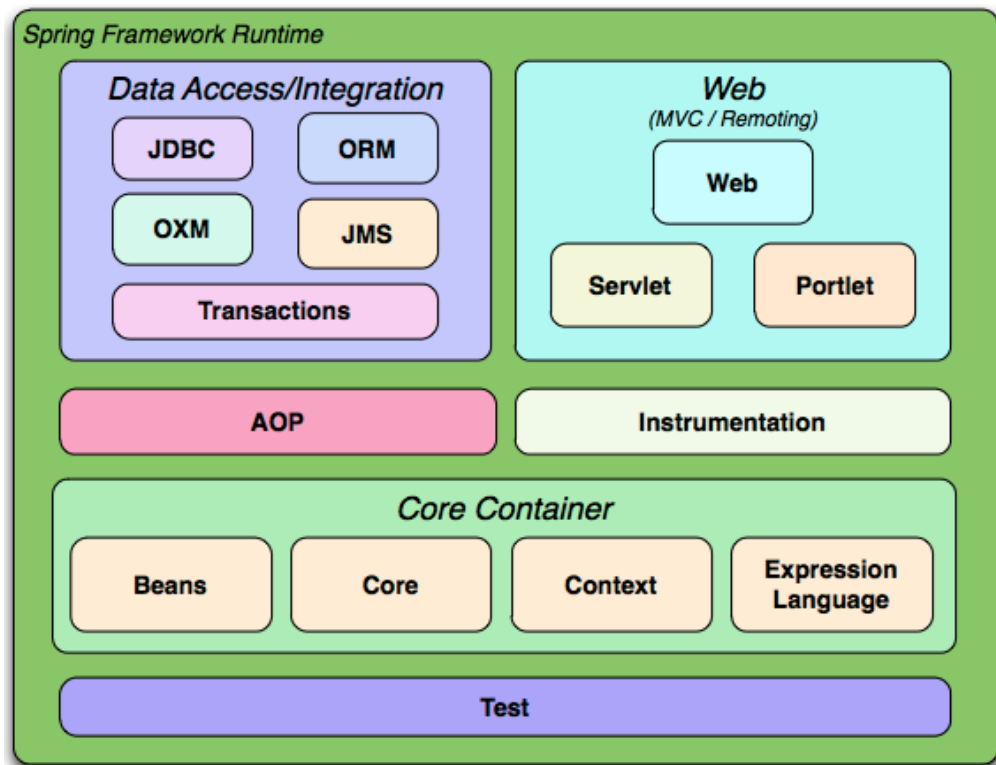 Spring Framework Runtime
Data Access/Integration
JDBC
ORM
OXM
JMS
Transactions
Web
(MVC / Remoting)
Web
Servlet
Portlet
AOP
Instrumentation
Core Container
Beans
Core
Context
Expression
Language
Test